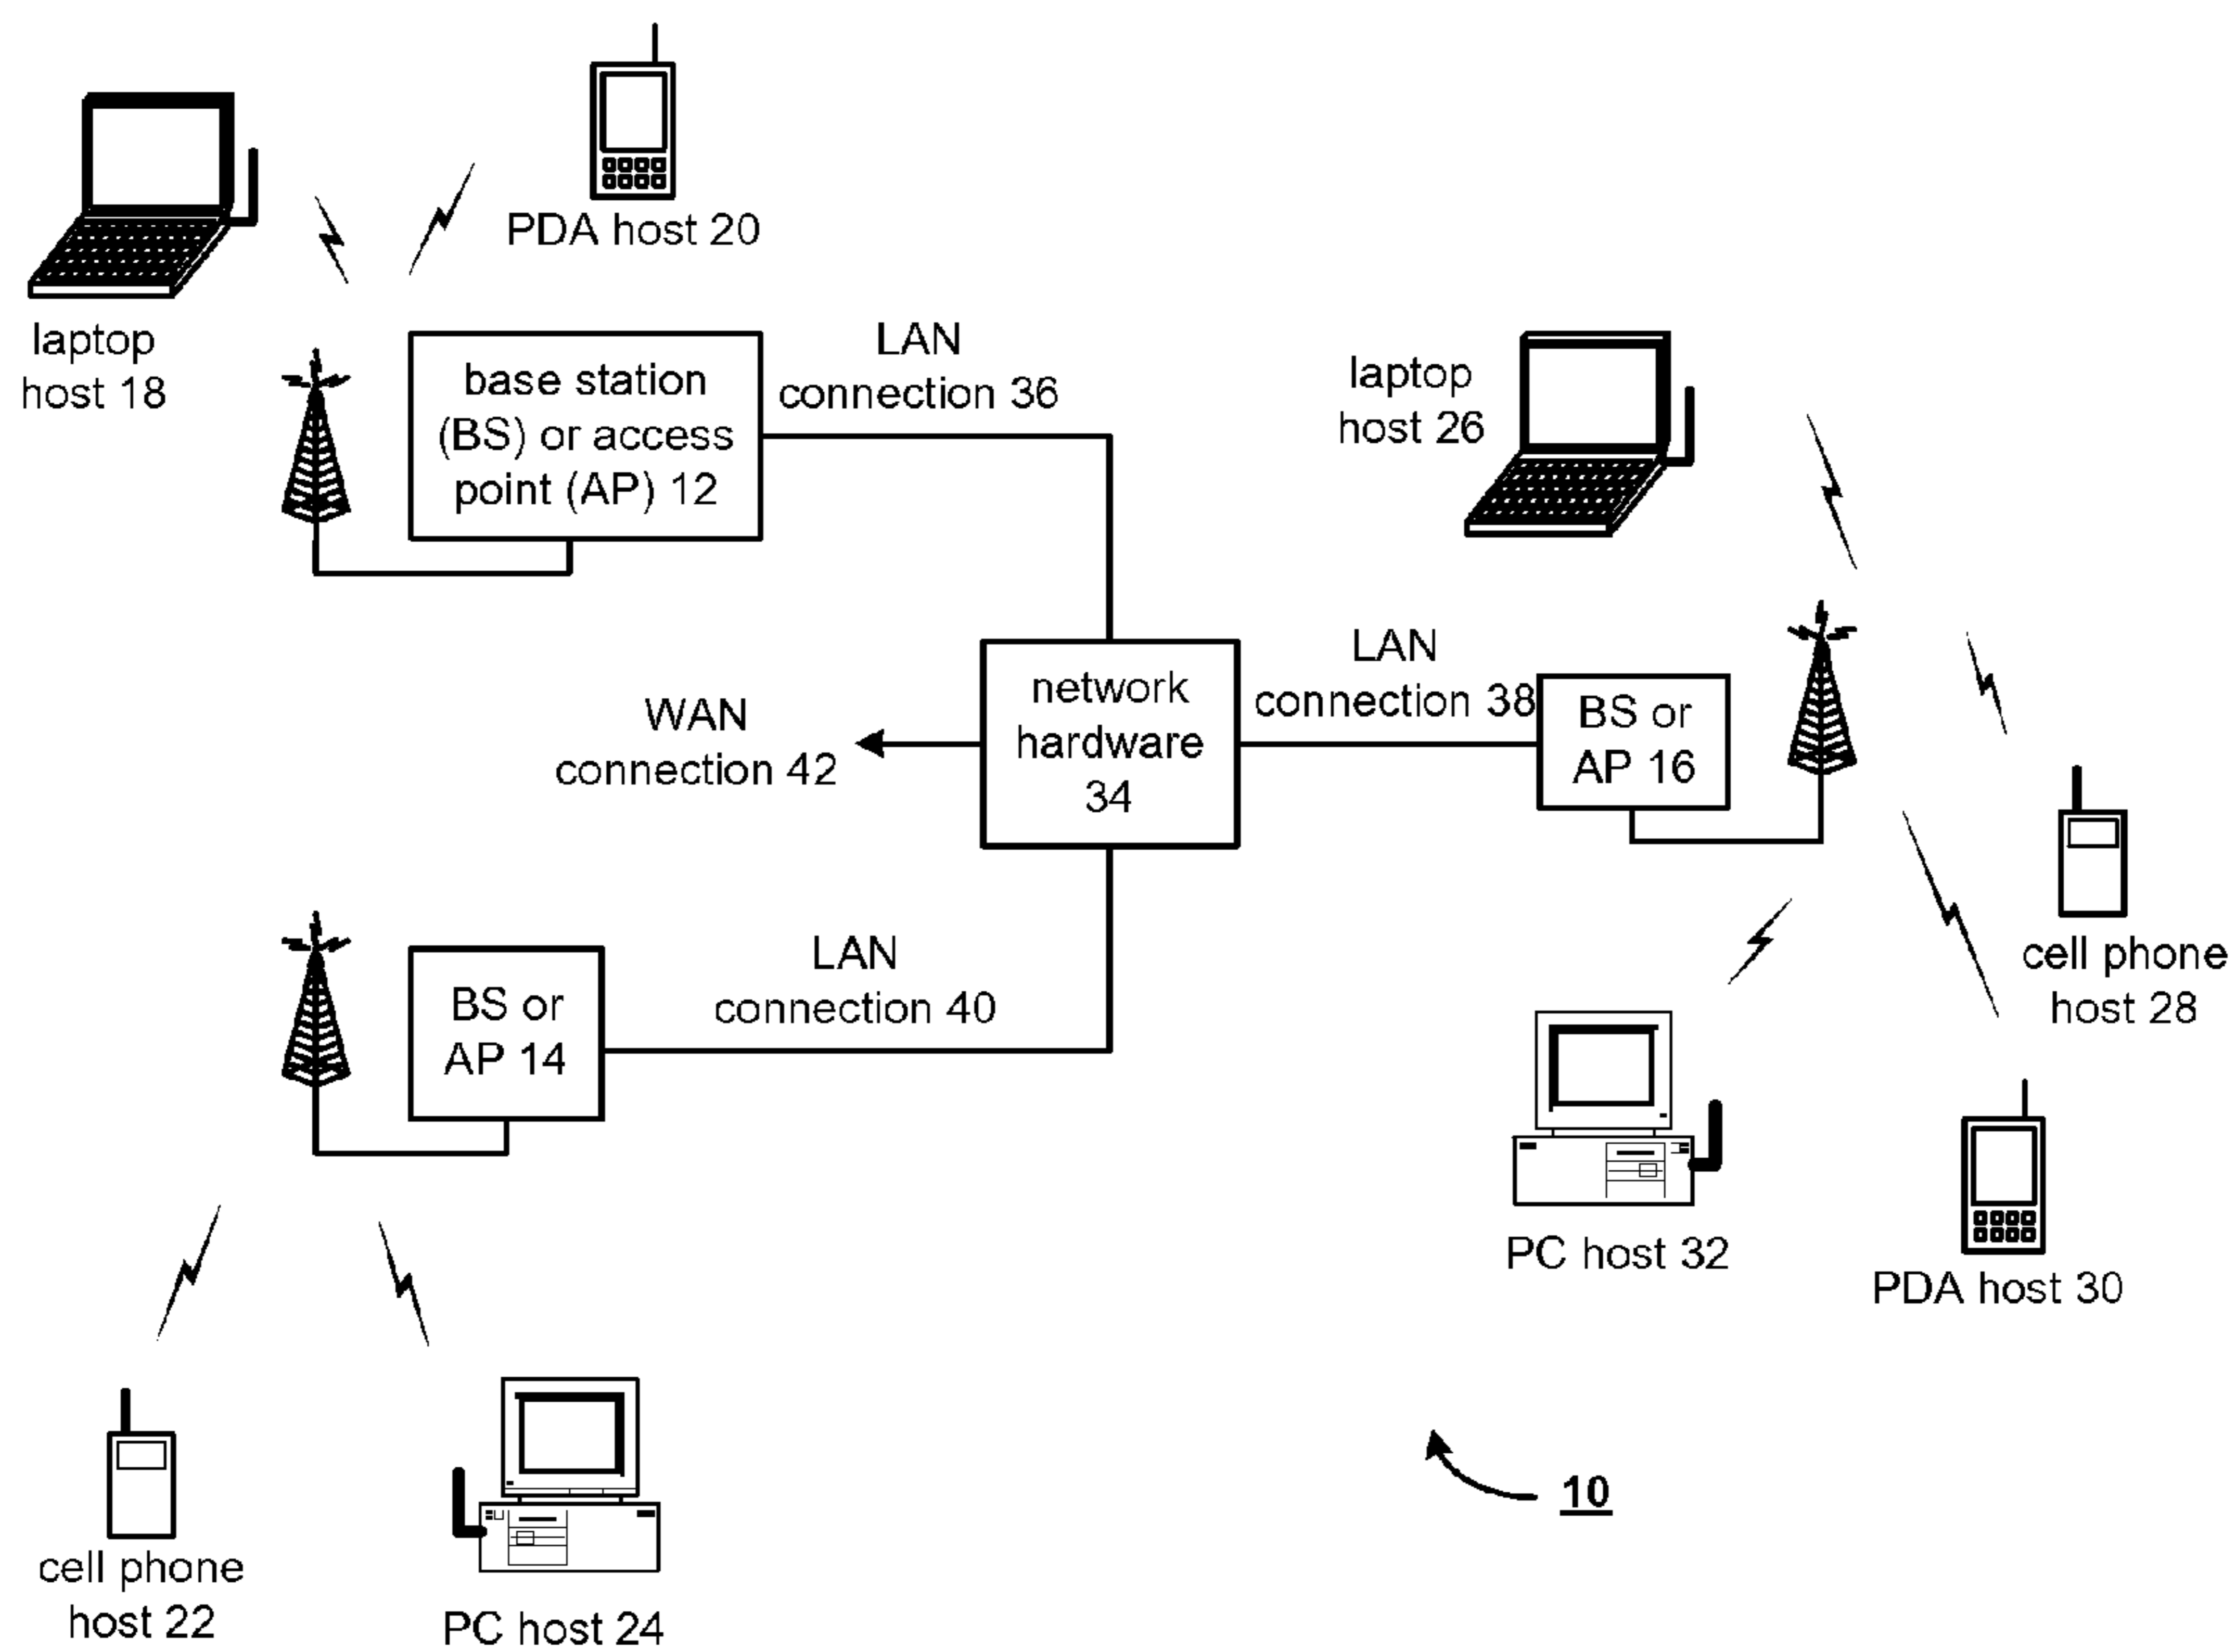 PDA host 20
laptop
host 18
base station
(BS) or access
point (AP) 12
LAN
connection 36
laptop
host 26
WAN
connection 42
network
hardware
34
LAN
connection 38
BS or
AP 16
BS or
AP 14
LAN
connection 40
cell phone
host 28
PC host 32
PDA host 30
cell phone
host 22
PC host 24
10